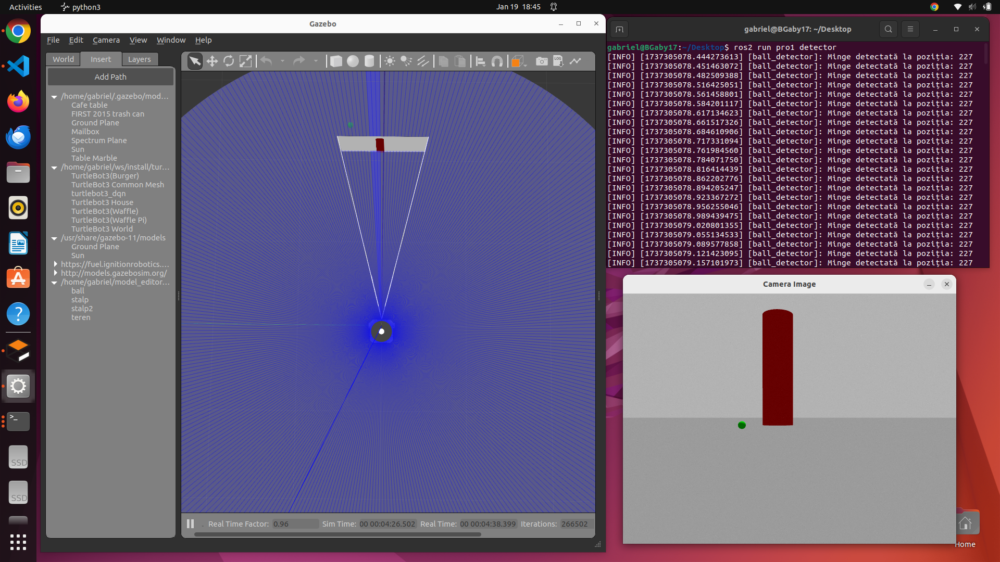 Activities
python3
Jan 19 18:45
Gazebo
File Edit Camera View Window Help
World Insert Layers
Add Path
/home/gabriel/.gazebo/mod...
Cafe table
FIRST 2015 trash can
Ground Plane
Mailbox
Spectrum Plane
Sun
Table Marble
/home/gabriel/ws/install/tur...
TurtleBot3(Burger)
TurtleBot3 Common Mesh
turtlebot3_dqn
Turtlebot3 House
TurtleBot3(Waffle)
TurtleBot3(Waffle Pi)
TurtleBot3 World
/usr/share/gazebo-11/models
Ground Plane
Sun
https://fuel.ignitionrobotics....
http://models.gazebosim.org/
/home/gabriel/model_editor...
ball
stalp
stalp2
teren
LOG
Real Time Factor: 0.96 Sim Time: 00 00:04:26.502 Real Time: 00 00:04:38.399 Iterations: 266502
gabriel@BGaby17: ~/Desktop
gabriel@BGaby17:~/Desktop$ ros2 run pro1 detector
[INFO] [1737305078.444273613] [ball_detector]: Minge detectată la poziția: 227
[INFO] [1737305078.451463072] [ball_detector]: Minge detectată la poziția: 227
[INFO] [1737305078.482509388] [ball_detector]: Minge detectată la poziția: 227
[INFO] [1737305078.516425051] [ball_detector]: Minge detectată la poziția: 227
[INFO] [1737305078.561458801] [ball_detector]: Minge detectată la poziția: 227
[INFO] [1737305078.584201117] [ball_detector]: Minge detectată la poziția: 227
[INFO] [1737305078.617134623] [ball_detector]: Minge detectată la poziția: 227
[INFO] [1737305078.661517326] [ball_detector]: Minge detectată la poziția: 227
[INFO] [1737305078.684610906] [ball_detector]: Minge detectată la poziția: 227
[INFO] [1737305078.717331094] [ball_detector]: Minge detectată la poziția: 227
[INFO] [1737305078.761984560] [ball_detector]: Minge detectată la poziția: 227
[INFO] [1737305078.784071750] [ball_detector]: Minge detectată la poziția: 227
[INFO] [1737305078.816414439] [ball_detector]: Minge detectată la poziția: 227
[INFO] [1737305078.862202776] [ball_detector]: Minge detectată la poziția: 227
[INFO] [1737305078.894205247] [ball_detector]: Minge detectată la poziția: 227
[INFO] [1737305078.923367272] [ball_detector]: Minge detectată la poziția: 227
[INFO] [1737305078.956255046] [ball_detector]: Minge detectată la poziția: 227
[INFO] [1737305078.989439475] [ball_detector]: Minge detectată la poziția: 227
[INFO] [1737305079.020801355] [ball_detector]: Minge detectată la poziția: 227
[INFO] [1737305079.055134533] [ball_detector]: Minge detectată la poziția: 227
[INFO] [1737305079.089577858] [ball_detector]: Minge detectată la poziția: 227
[INFO] [1737305079.121423095] [ball_detector]: Minge detectată la poziția: 227
[INFO] [1737305079.157101973] [ball_detector]: Minge detectată la poziția: 227
Camera Image
SSD
SSD
Home